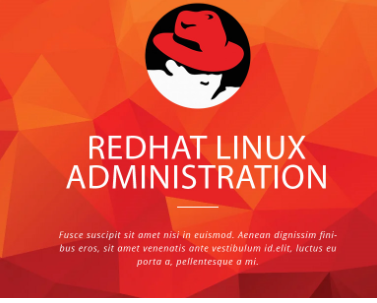 REDHAT LINUX
ADMINISTRATION
Fusce suscipit sit amet nisi in euismod. Aenean dignissim fini-
bus eros, sit amet venenatis ante vestibulum id.elit, luctus eu
porta a, pellentesque a mi.